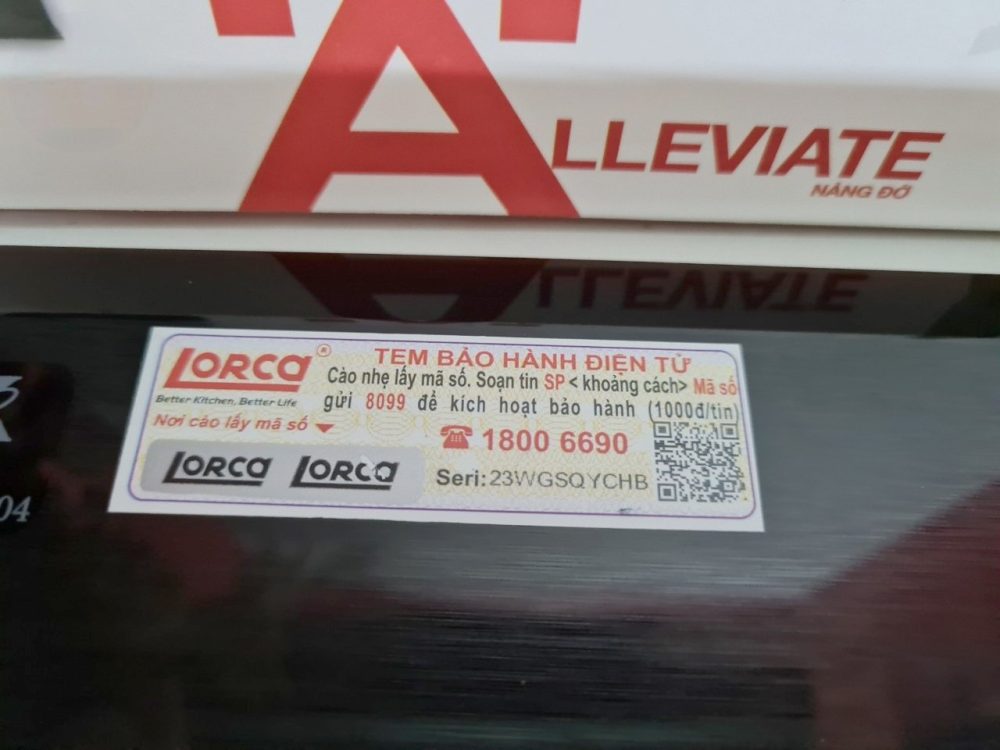 ALLEVIATE
NÂNG ĐỠ
LORCA®
Better Kitchen, Better Life
TEM BẢO HÀNH ĐIỆN TỬ
Cào nhẹ lấy mã số. Soạn tin SP < khoảng cách> Mã số
gửi 8099 để kích hoạt bảo hành (1000đ/tin)
Nơi cào lấy mã số
1800 6690
LORCA LORCA
Seri: 23WGSQYCHB
04